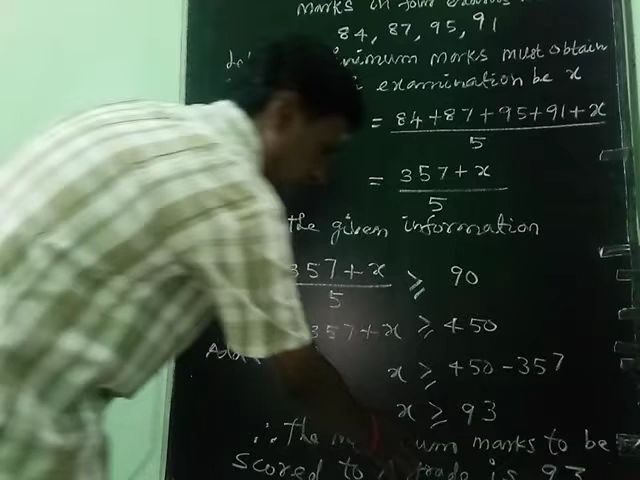 marks in four
84, 87, 95, 91
minimum marks must obtain
examination be x
= 84+87+95+91+x / 5
= 357+x / 5
the given information
357+x / 5 ≥ 90
357+x ≥ 450
x ≥ 450-357
x ≥ 93
∴ The marks to be
scored to grade is 93